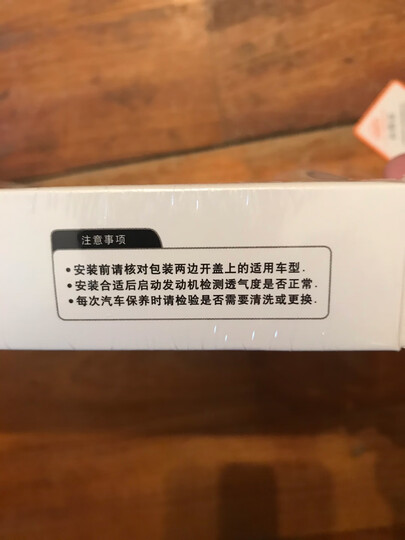 注意事项
•安装前请核对包装两边开盖上的适用车型.
•安装合适后启动发动机检测透气度是否正常.
•每次汽车保养时请检验是否需要清洗或更换.